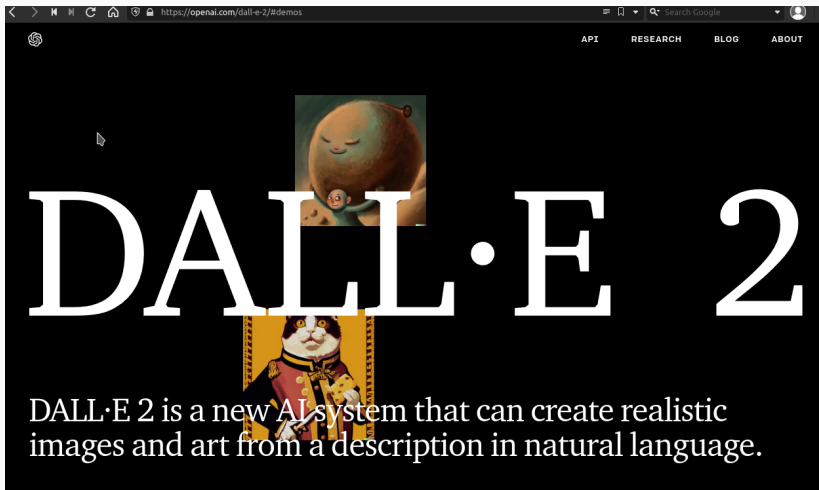 https://openai.com/dall-e-2/#demos
Search Google
API RESEARCH BLOG ABOUT
DALL·E 2
DALL·E 2 is a new AI system that can create realistic
images and art from a description in natural language.